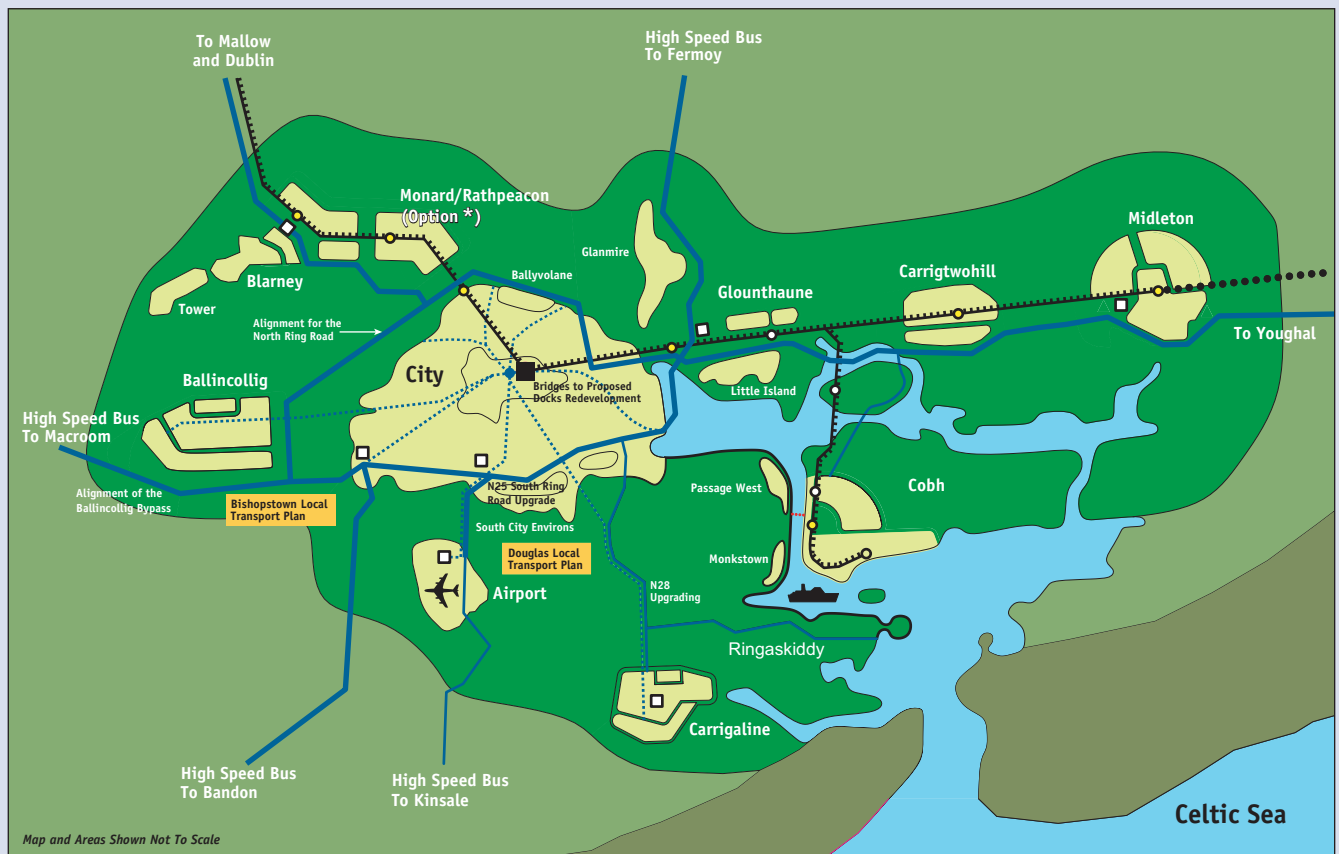 To Mallow
and Dublin
High Speed Bus
To Fermoy
Monard/Rathpeacon
(Option *)
Midleton
Glanmire
Carrigtwohill
Blarney
Ballyvolane
Glounthaune
Tower
Alignment for the
North Ring Road
To Youghal
Ballincollig
City
Bridges to Proposed
Docks Redevelopment
Little Island
High Speed Bus
To Macroom
Alignment of the
Ballincollig Bypass
Bishopstown Local
Transport Plan
N25 South Ring
Road Upgrade
Passage West
Cobh
South City Environs
Douglas Local
Transport Plan
Monkstown
Airport
N28
Upgrading
Ringaskiddy
Carrigaline
High Speed Bus
To Bandon
High Speed Bus
To Kinsale
Celtic Sea
Map and Areas Shown Not To Scale